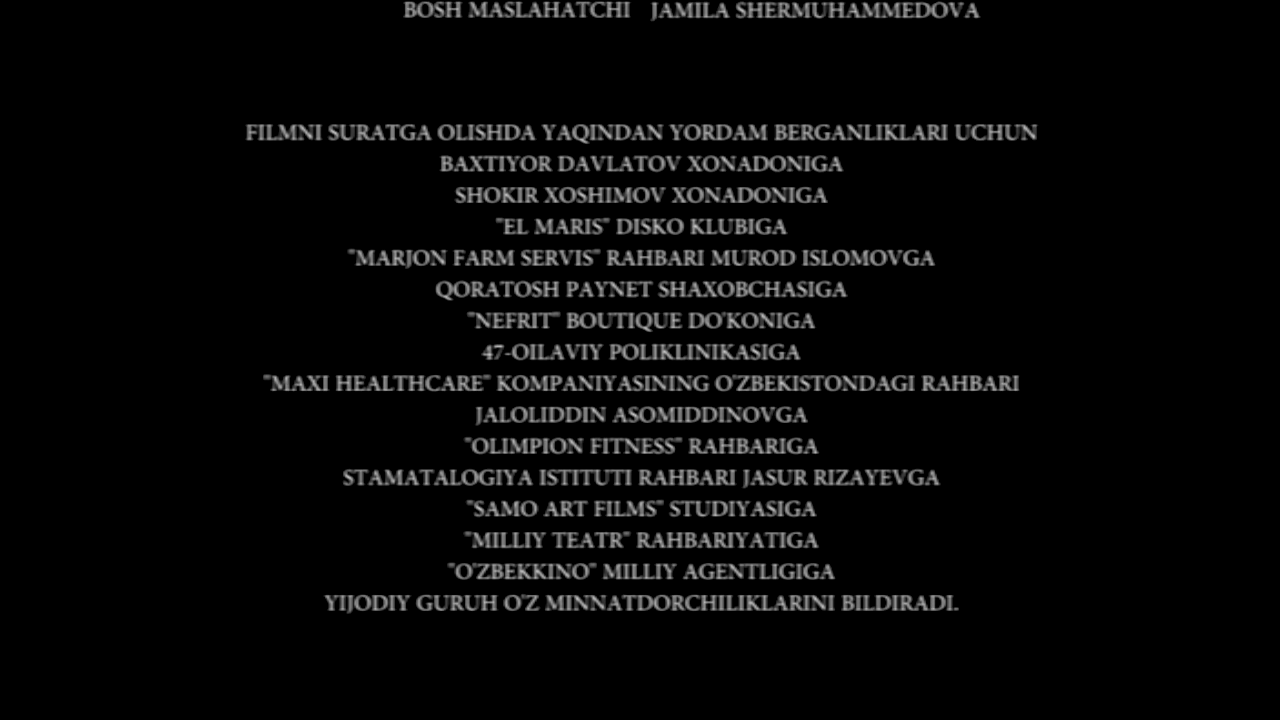 BOSH MASLAHATCHI JAMILA SHERMUHAMMEDOVA
FILMNI SURATGA OLISHDA YAQINDAN YORDAM BERGANLIKLARI UCHUN
BAXTIYOR DAVLATOV XONADONIGA
SHOKIR XOSHIMOV XONADONIGA
"EL MARIS" DISKO KLUBIGA
"MARJON FARM SERVIS" RAHBARI MUROD ISLOMOVGA
QORATOSH PAYNET SHAXOBCHASIGA
"NEFRIT" BOUTIQUE DO'KONIGA
47-OILAVIY POLIKLINIKASIGA
"MAXI HEALTHCARE" KOMPANIYASINING O'ZBEKISTONDAGI RAHBARI
JALOLIDDIN ASOMIDDINOVGA
"OLIMPION FITNESS" RAHBARIGA
STAMATALOGIYA ISTITUTI RAHBARI JASUR RIZAYEVGA
"SAMO ART FILMS" STUDIYASIGA
"MILLIY TEATR" RAHBARIYATIGA
"O'ZBEKKINO" MILLIY AGENTLIGIGA
YIJODIY GURUH O'Z MINNATDORCHILIKLARINI BILDIRADI.